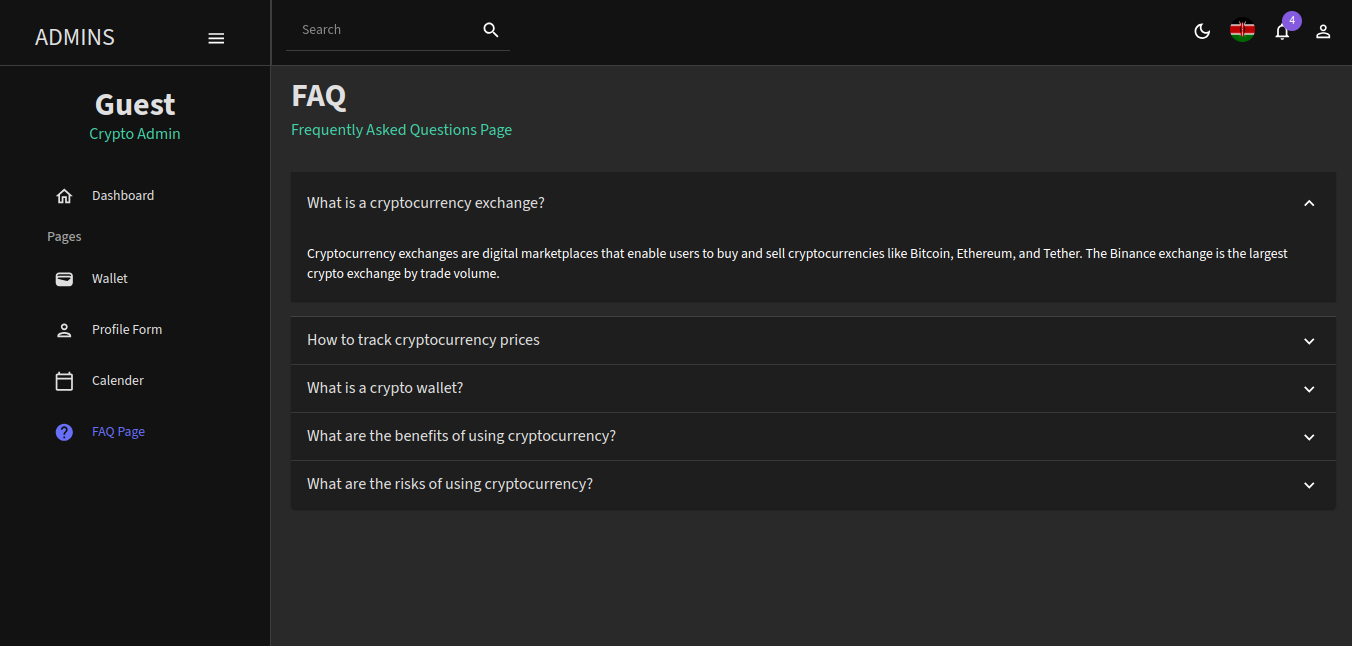 ADMINS
Search
4
Guest
Crypto Admin
Dashboard
Pages
Wallet
Profile Form
Calender
FAQ Page
FAQ
Frequently Asked Questions Page
What is a cryptocurrency exchange?
Cryptocurrency exchanges are digital marketplaces that enable users to buy and sell cryptocurrencies like Bitcoin, Ethereum, and Tether. The Binance exchange is the largest
crypto exchange by trade volume.
How to track cryptocurrency prices
What is a crypto wallet?
What are the benefits of using cryptocurrency?
What are the risks of using cryptocurrency?